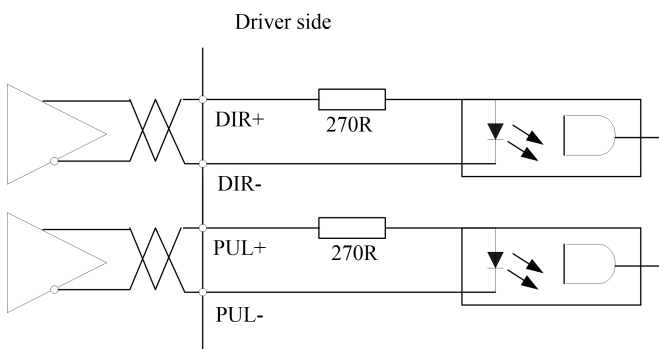 Driver side
DIR+
270R
DIR-
PUL+
270R
PUL-